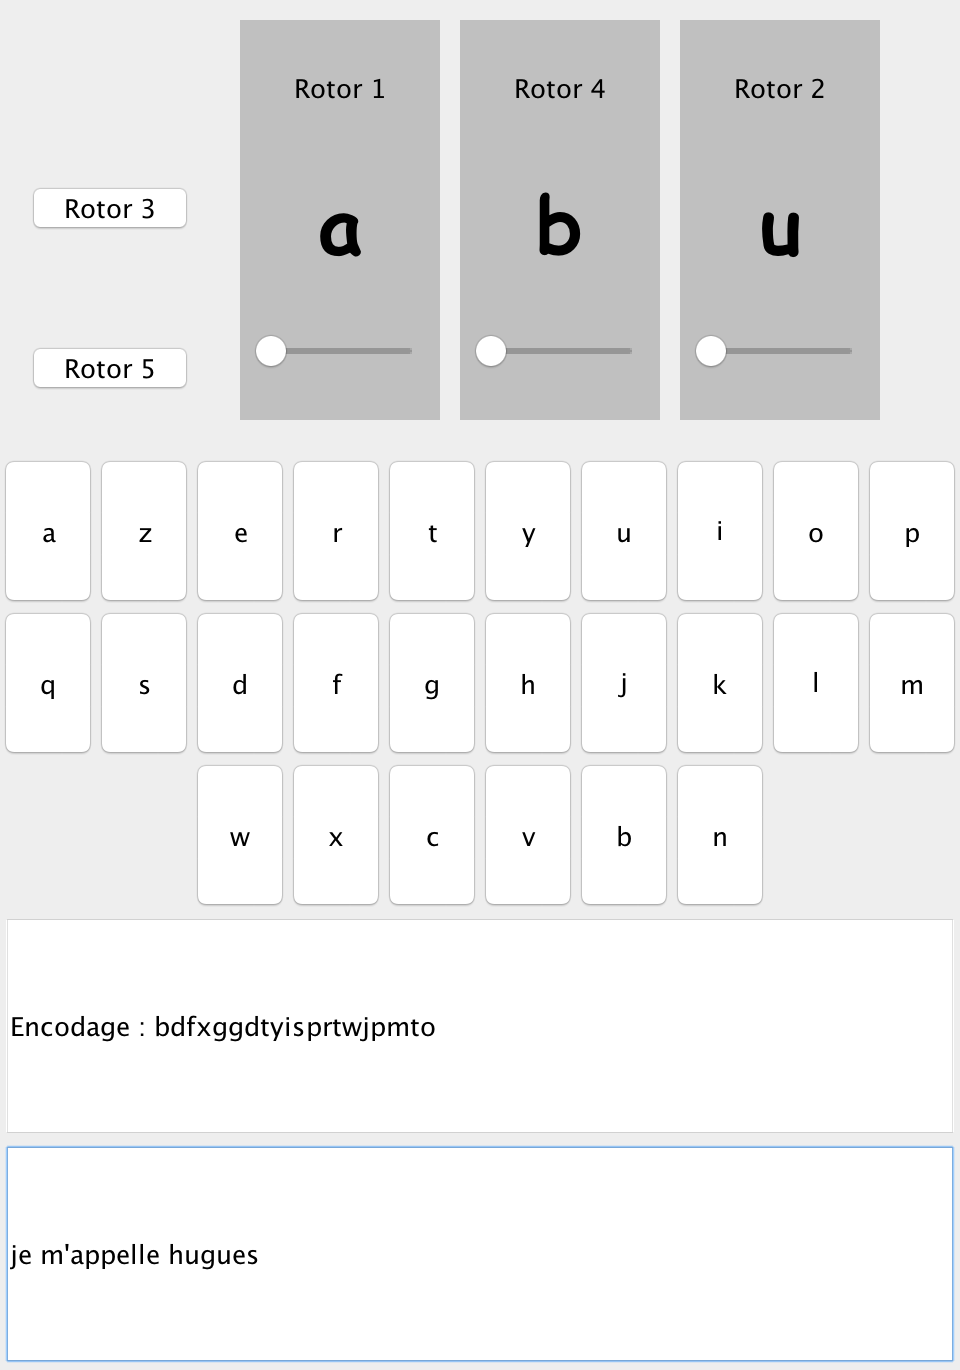 Rotor 1 Rotor 4 Rotor 2
Rotor 3
a b u
Rotor 5
a z e r t y u i o p
q s d f g h j k l m
w x c v b n
Encodage : bdfxggdtyisprtwjpmto
je m'appelle hugues